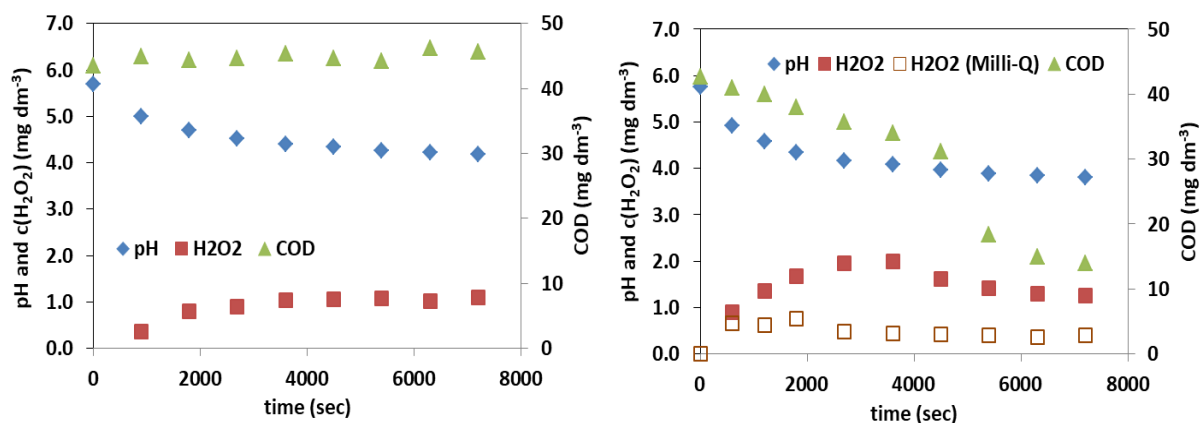 7.0
6.0
5.0
4.0
3.0
2.0
1.0
0.0
pH and c(H₂O₂) (mg dm⁻³)
50
40
30
20
10
0
COD (mg dm⁻³)
pH H2O2 COD
0 2000 4000 6000 8000
time (sec)
7.0
6.0
5.0
4.0
3.0
2.0
1.0
0.0
pH and c(H₂O₂) (mg dm⁻³)
50
40
30
20
10
0
COD (mg dm⁻³)
pH H2O2 H2O2 (Milli-Q) COD
0 2000 4000 6000 8000
time (sec)